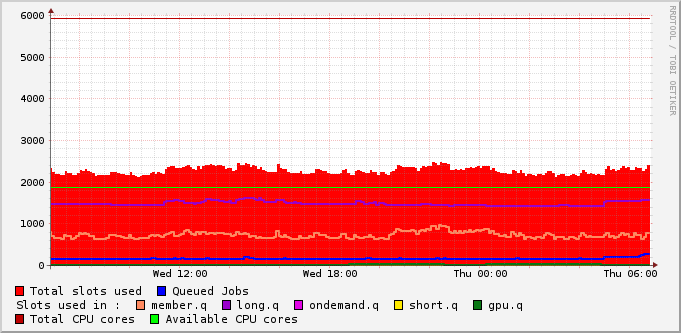 6000
5000
4000
3000
2000
1000
0
Wed 12:00 Wed 18:00 Thu 00:00 Thu 06:00
RRDTOOL / TOBI OETIKER
Total slots used Queued Jobs
Slots used in : member.q long.q ondemand.q short.q gpu.q
Total CPU cores Available CPU cores